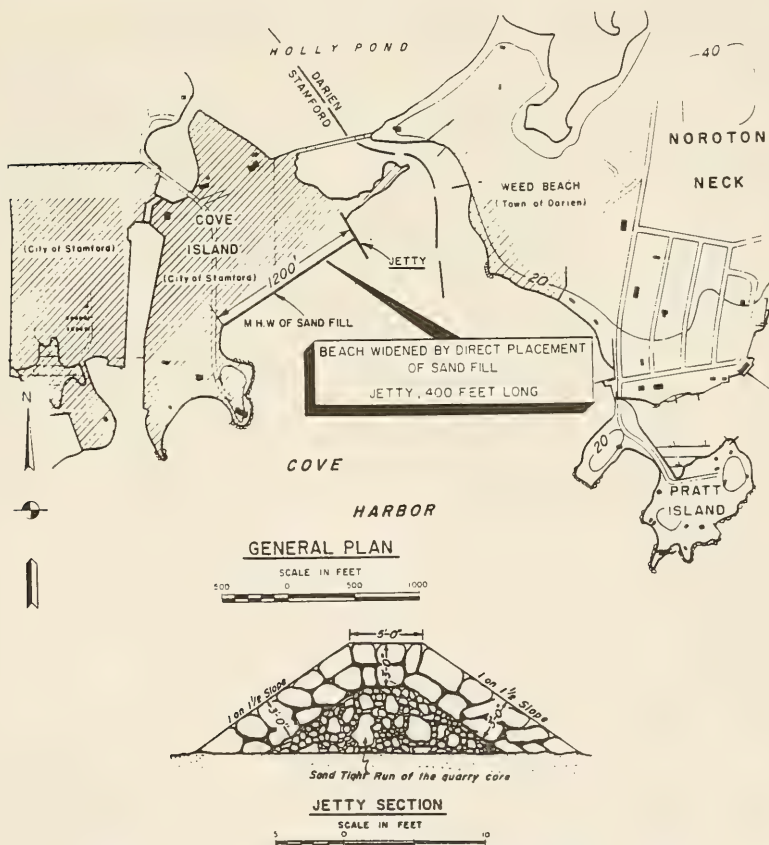 HOLLY POND
DARIEN
STAMFORD
40
NOROTON
NECK
WEED BEACH
(Town of Darien)
COVE
ISLAND
(City of Stamford)
(City of Stamford)
1200'
JETTY
20
M.H.W OF SAND FILL
BEACH WIDENED BY DIRECT PLACEMENT
OF SAND FILL
JETTY, 400 FEET LONG
N
20
PRATT
ISLAND
COVE
HARBOR
GENERAL PLAN
SCALE IN FEET
500 0 500 1000
5'-0"
1 on 1½ Slope
3'-0"
3'-0"
1 on 1½ Slope
Sand Tight Run of the quarry core
JETTY SECTION
SCALE IN FEET
5 0 10